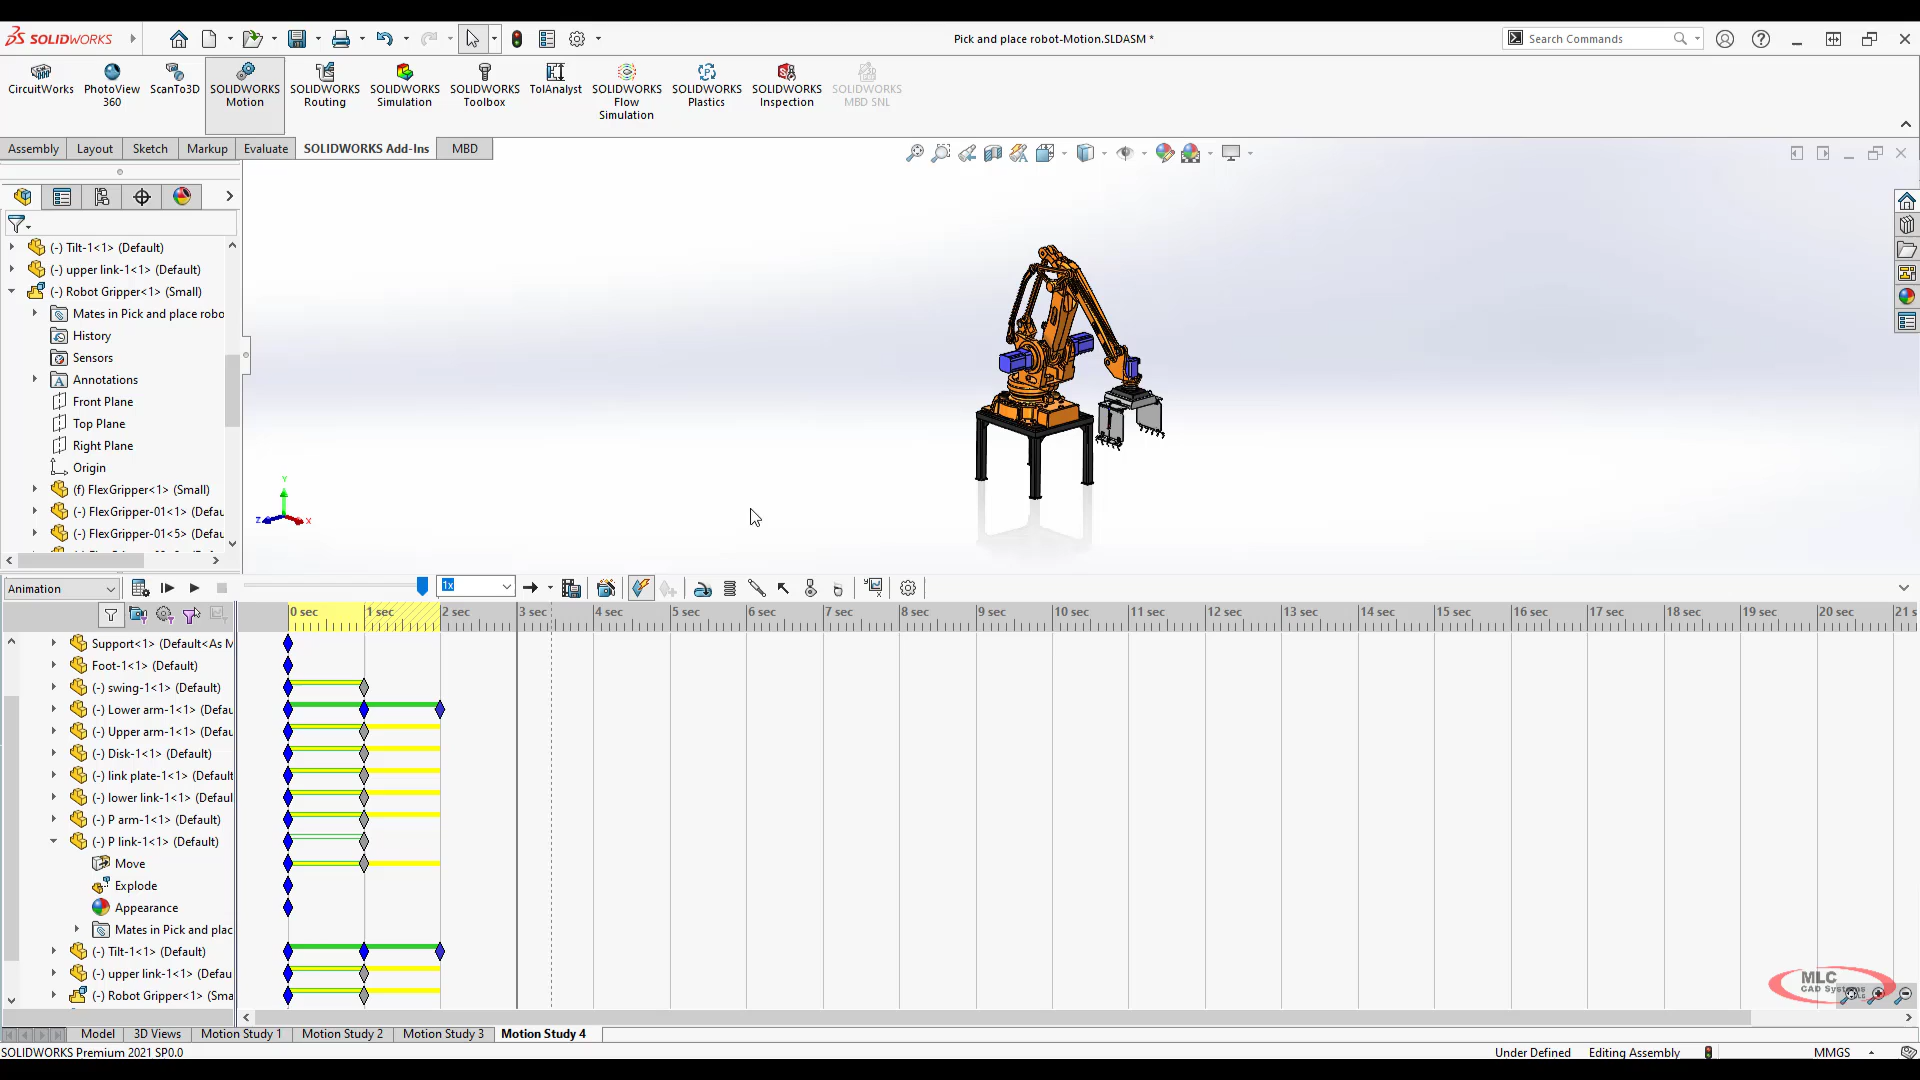 SOLIDWORKS
Pick and place robot-Motion.SLDASM *
Search Commands
CircuitWorks
PhotoView
360
ScanTo3D
SOLIDWORKS
Motion
SOLIDWORKS
Routing
SOLIDWORKS
Simulation
SOLIDWORKS
Toolbox
TolAnalyst
SOLIDWORKS
Flow
Simulation
SOLIDWORKS
Plastics
SOLIDWORKS
Inspection
SOLIDWORKS
MBD SNL
Assembly
Layout
Sketch
Markup
Evaluate
SOLIDWORKS Add-Ins
MBD
(-) Tilt-1<1> (Default)
(-) upper link-1<1> (Default)
(-) Robot Gripper<1> (Small)
Mates in Pick and place robo
History
Sensors
Annotations
Front Plane
Top Plane
Right Plane
Origin
(f) FlexGripper<1> (Small)
(-) FlexGripper-01<1> (Defau
(-) FlexGripper-01<5> (Defau
Y
Z
X
Animation
1x
0 sec
1 sec
2 sec
3 sec
4 sec
5 sec
6 sec
7 sec
8 sec
9 sec
10 sec
11 sec
12 sec
13 sec
14 sec
15 sec
16 sec
17 sec
18 sec
19 sec
20 sec
21 s
Support<1> (Default<As M
Foot-1<1> (Default)
(-) swing-1<1> (Default)
(-) Lower arm-1<1> (Defau
(-) Upper arm-1<1> (Defau
(-) Disk-1<1> (Default)
(-) link plate-1<1> (Default
(-) lower link-1<1> (Defaul
(-) P arm-1<1> (Default)
(-) P link-1<1> (Default)
Move
Explode
Appearance
Mates in Pick and plac
(-) Tilt-1<1> (Default)
(-) upper link-1<1> (Defau
(-) Robot Gripper<1> (Sma
MLC
CAD Systems
Model
3D Views
Motion Study 1
Motion Study 2
Motion Study 3
Motion Study 4
SOLIDWORKS Premium 2021 SP0.0
Under Defined
Editing Assembly
MMGS